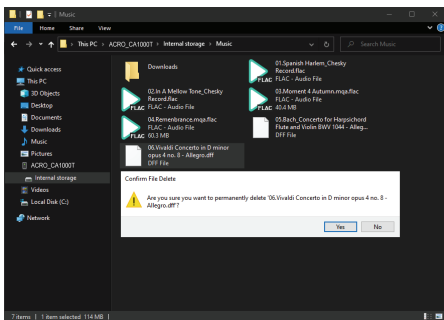 Music
File Home Share View
This PC > ACRO_CA1000T > Internal storage > Music
Search Music
Quick access
This PC
3D Objects
Desktop
Documents
Downloads
Music
Pictures
ACRO_CA1000T
Internal storage
Videos
Local Disk (C:)
Network
Downloads
01.Spanish Harlem_Chesky
Record.flac
FLAC - Audio File
02.In A Mellow Tone_Chesky
Record.flac
FLAC - Audio File
03.Moment 4 Autumn.mqa.flac
FLAC - Audio File
40.4 MB
04.Remembrance.mqa.flac
FLAC - Audio File
60.3 MB
05.Bach_Concerto for Harpsichord
Flute and Violin BWV 1044 - Alleg...
DFF File
06.Vivaldi Concerto in D minor
opus 4 no. 8 - Allegro.dff
DFF File
FLAC
FLAC
FLAC
FLAC
Confirm File Delete
Are you sure you want to permanently delete '06.Vivaldi Concerto in D minor opus 4 no. 8 -
Allegro.dff'?
Yes No
7 items 1 item selected 114 MB